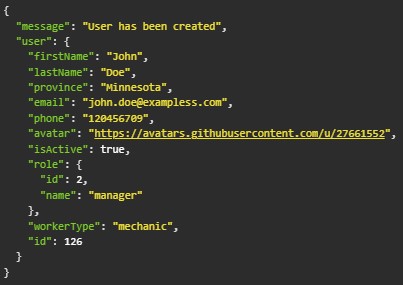 {
"message": "User has been created",
"user": {
"firstName": "John",
"lastName": "Doe",
"province": "Minnesota",
"email": "john.doe@exampless.com",
"phone": "120456709",
"avatar": "https://avatars.githubusercontent.com/u/27661552",
"isActive": true,
"role": {
"id": 2,
"name": "manager"
},
"workerType": "mechanic",
"id": 126
}
}